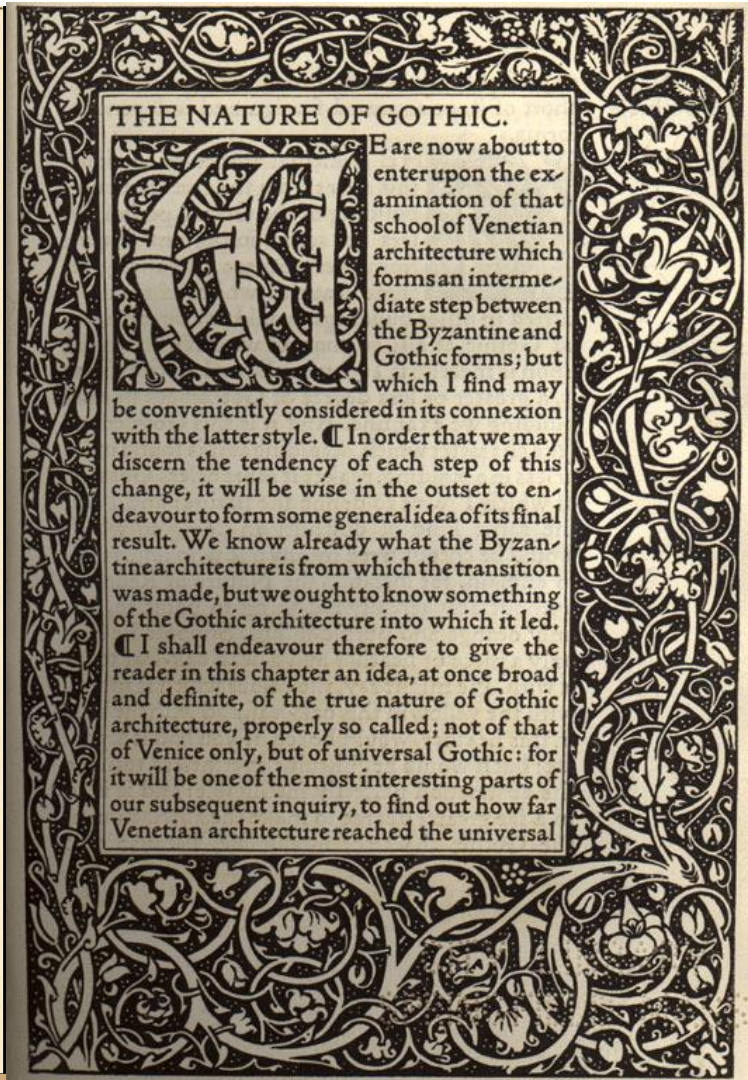 THE NATURE OF GOTHIC.
WE are now about to
enter upon the ex-
amination of that
school of Venetian
architecture which
forms an interme-
diate step between
the Byzantine and
Gothic forms; but
which I find may
be conveniently considered in its connexion
with the latter style. ⁋ In order that we may
discern the tendency of each step of this
change, it will be wise in the outset to en-
deavour to form some general idea of its final
result. We know already what the Byzan-
tine architecture is from which the transition
was made, but we ought to know something
of the Gothic architecture into which it led.
⁋ I shall endeavour therefore to give the
reader in this chapter an idea, at once broad
and definite, of the true nature of Gothic
architecture, properly so called; not of that
of Venice only, but of universal Gothic: for
it will be one of the most interesting parts of
our subsequent inquiry, to find out how far
Venetian architecture reached the universal